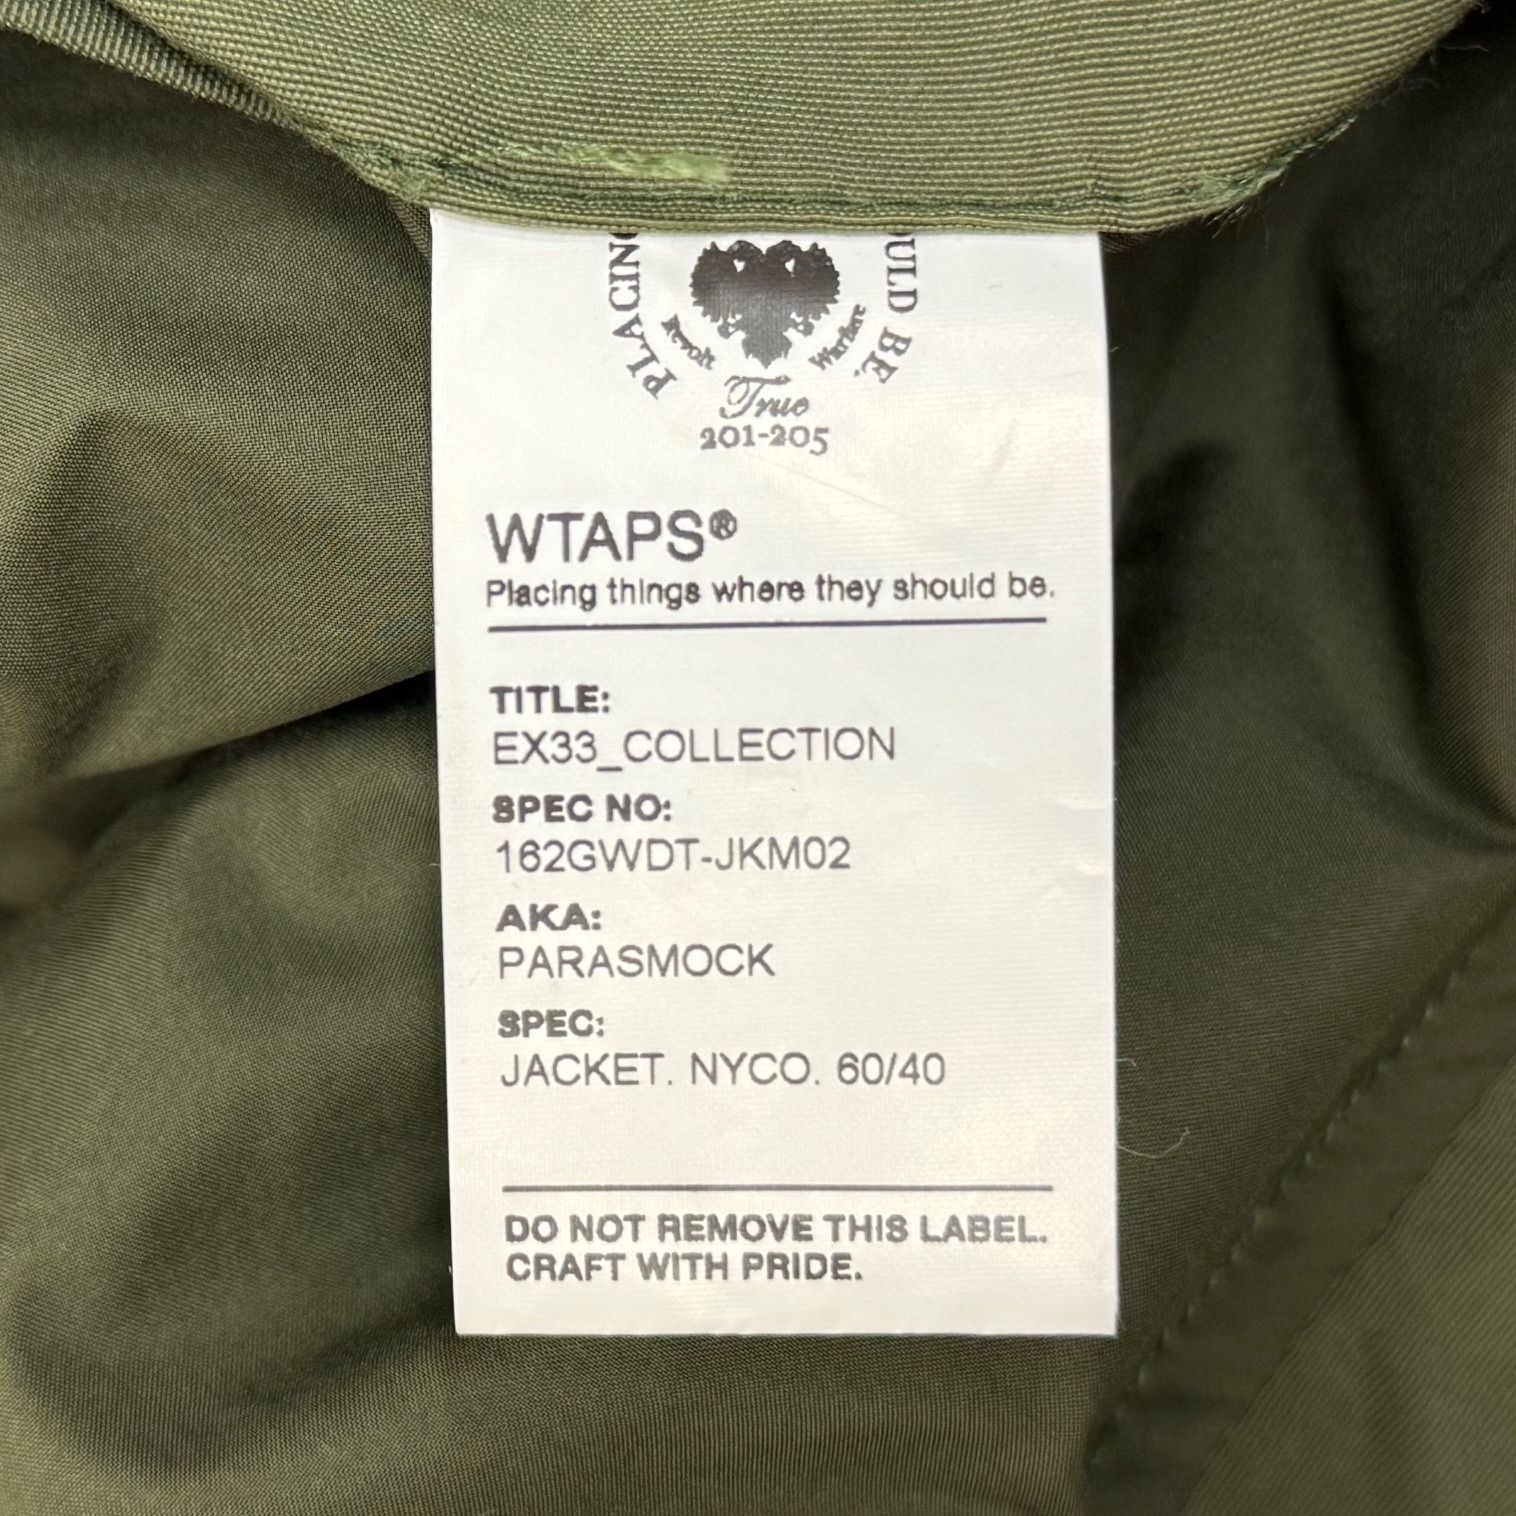 PLACING
OULD BE.
Revolt
Warfare
True
201-205
WTAPS®
Placing things where they should be.
TITLE:
EX33_COLLECTION
SPEC NO:
162GWDT-JKM02
AKA:
PARASMOCK
SPEC:
JACKET. NYCO. 60/40
DO NOT REMOVE THIS LABEL.
CRAFT WITH PRIDE.